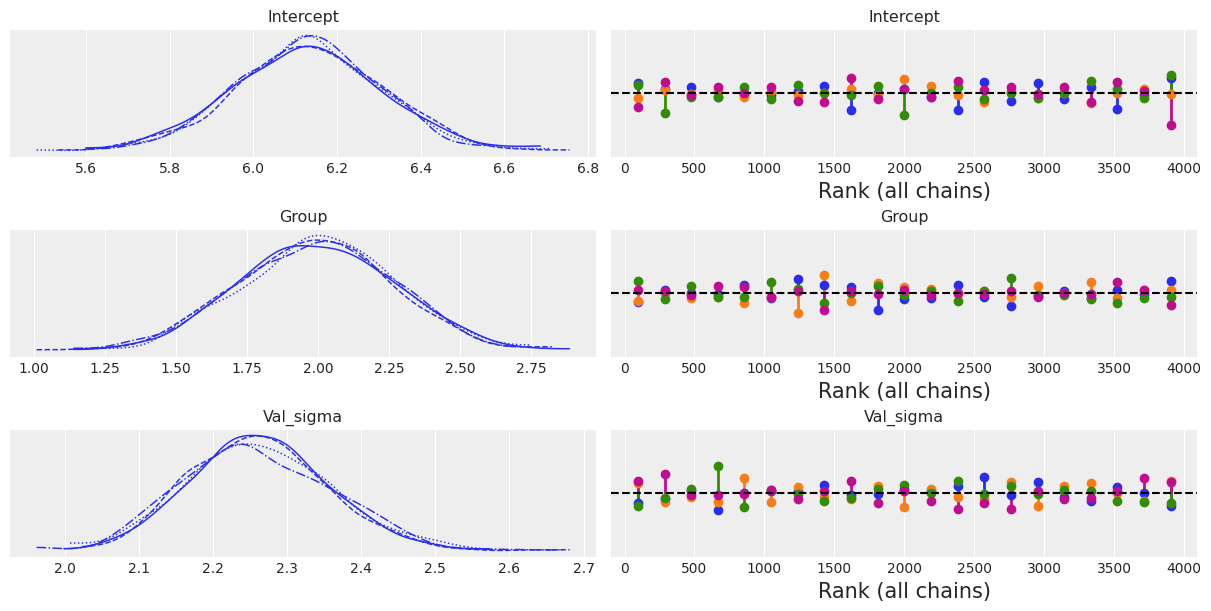 Intercept Intercept
5.6 5.8 6.0 6.2 6.4 6.6 6.8 0 500 1000 1500 2000 2500 3000 3500 4000
Rank (all chains)
Group Group
1.00 1.25 1.50 1.75 2.00 2.25 2.50 2.75 0 500 1000 1500 2000 2500 3000 3500 4000
Rank (all chains)
Val_sigma Val_sigma
2.0 2.1 2.2 2.3 2.4 2.5 2.6 2.7 0 500 1000 1500 2000 2500 3000 3500 4000
Rank (all chains)